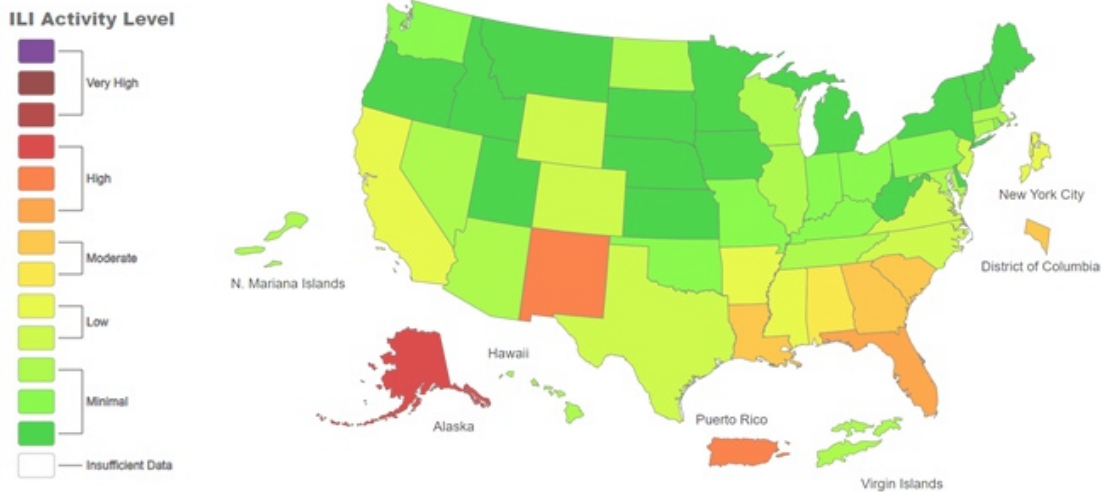 ILI Activity Level
Very High
High
Moderate
Low
Minimal
Insufficient Data
New York City
District of Columbia
N. Mariana Islands
Hawaii
Alaska
Puerto Rico
Virgin Islands